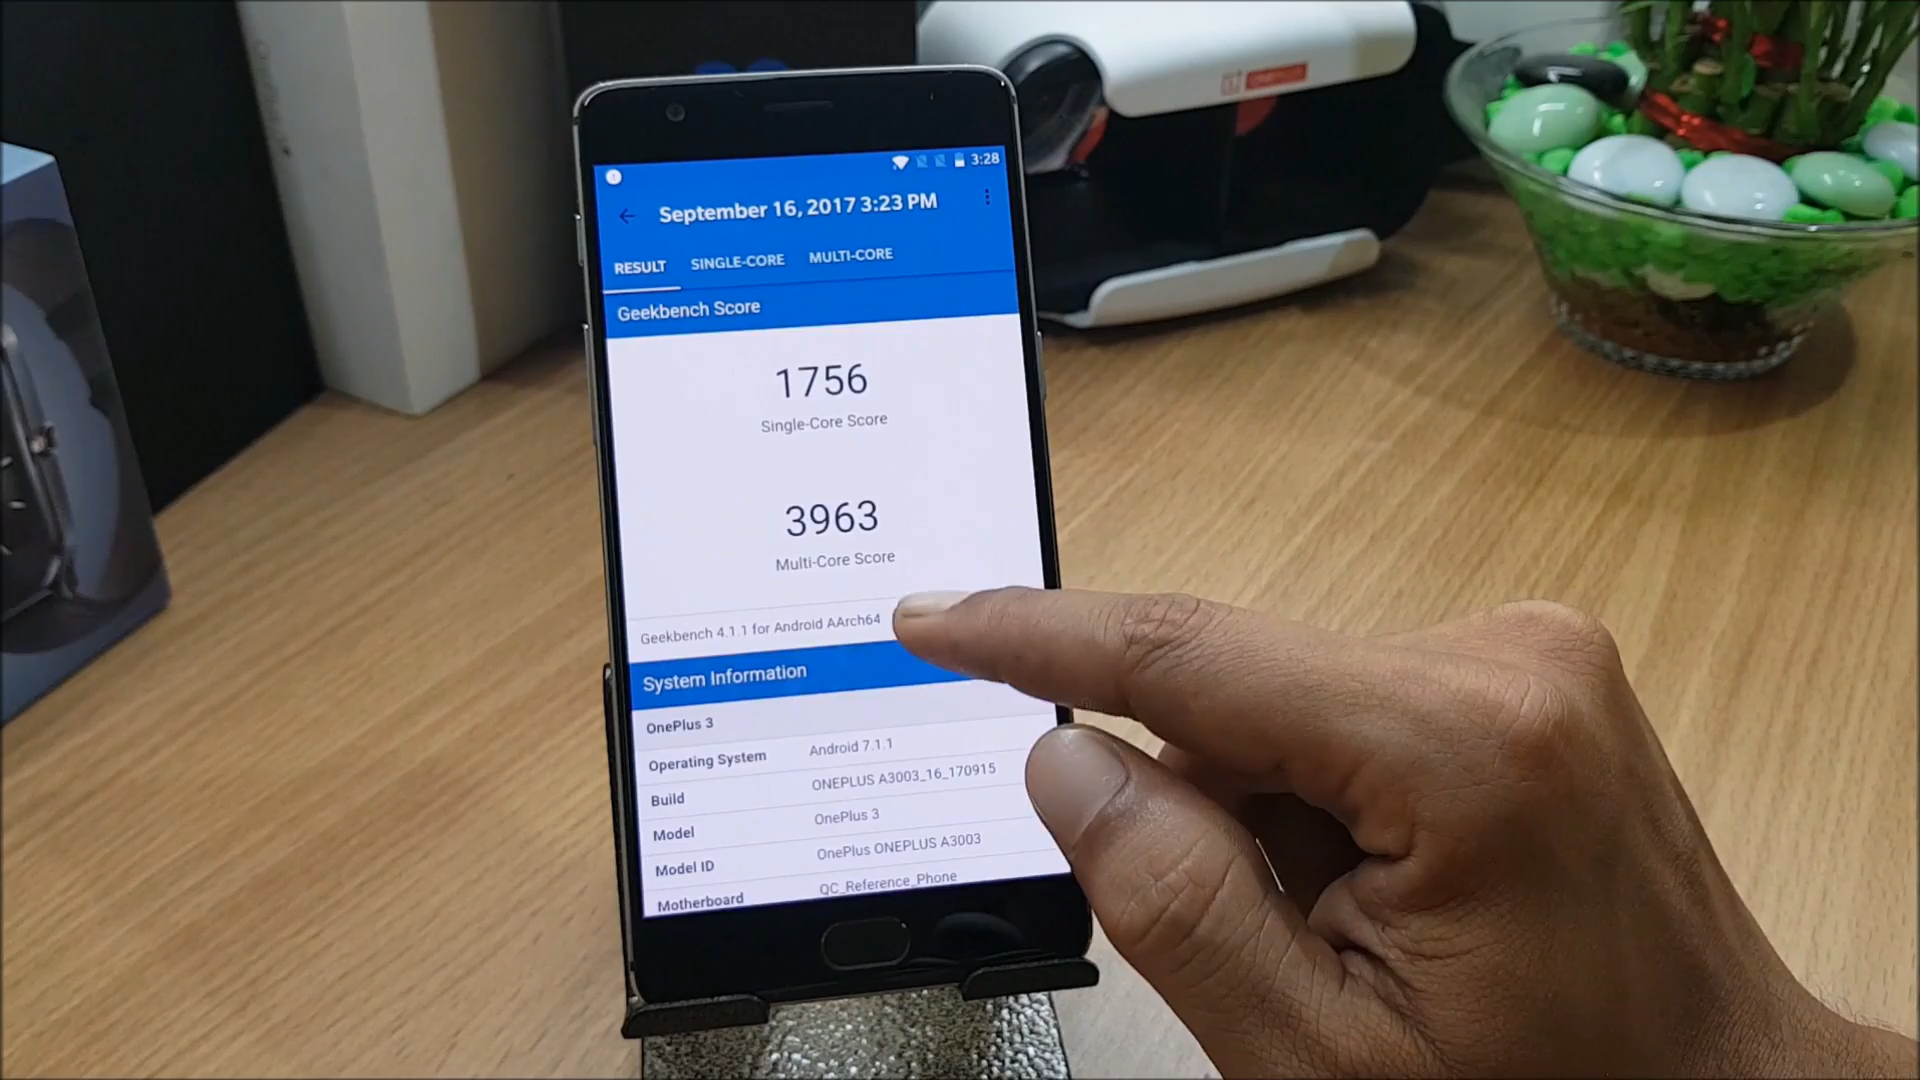 3:28
September 16, 2017 3:23 PM
RESULT SINGLE-CORE MULTI-CORE
Geekbench Score
1756
Single-Core Score
3963
Multi-Core Score
Geekbench 4.1.1 for Android AArch64
System Information
OnePlus 3
Operating System Android 7.1.1
Build ONEPLUS A3003_16_170915
Model OnePlus 3
Model ID OnePlus ONEPLUS A3003
Motherboard QC_Reference_Phone